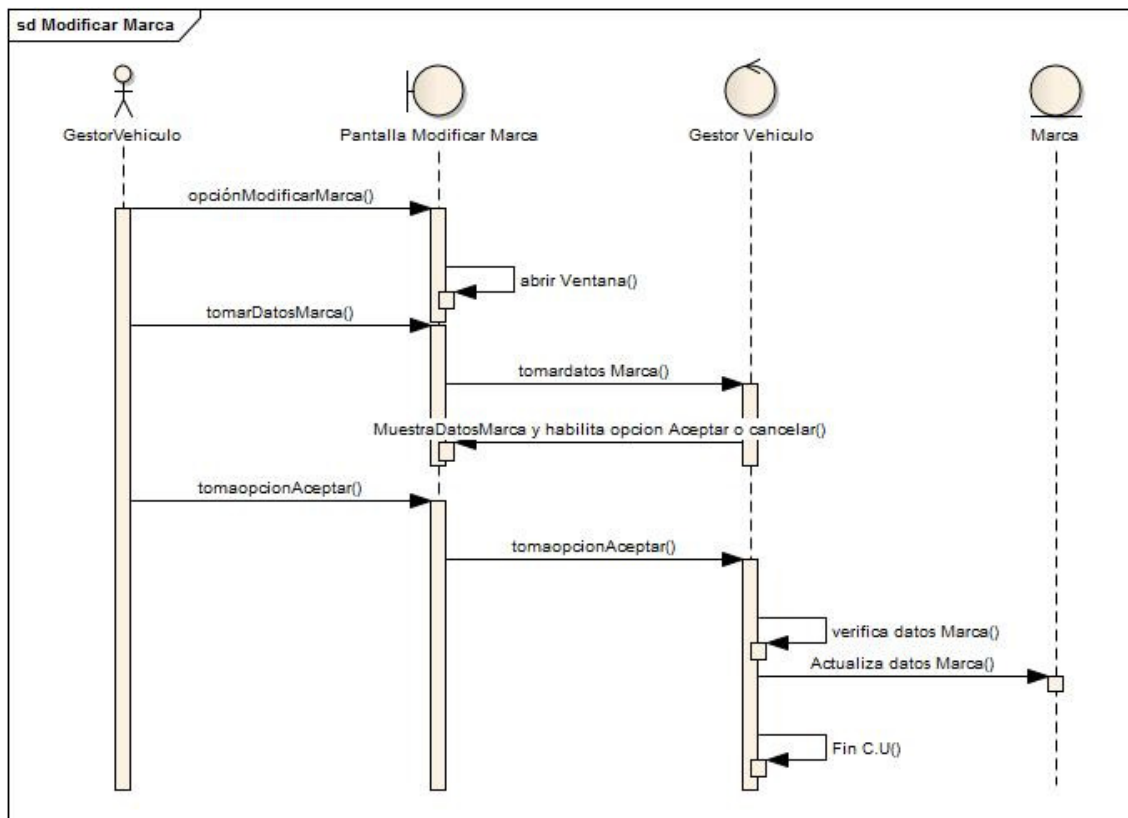 sd Modificar Marca
GestorVehiculo
Pantalla Modificar Marca
Gestor Vehiculo
Marca
opciónModificarMarca()
abrir Ventana()
tomarDatosMarca()
tomardatos Marca()
MuestraDatosMarca y habilita opcion Aceptar o cancelar()
tomaopcionAceptar()
tomaopcionAceptar()
verifica datos Marca()
Actualiza datos Marca()
Fin C.U()